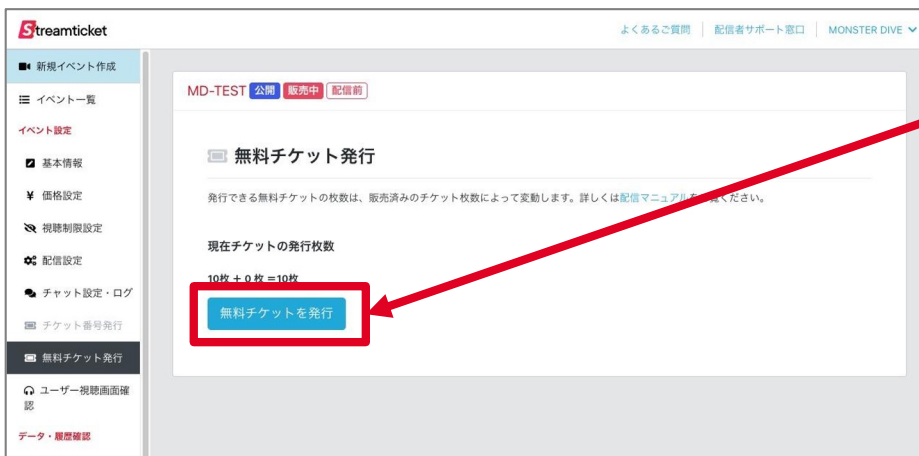 Streamticket
よくあるご質問
配信者サポート窓口
MONSTER DIVE
新規イベント作成
イベント一覧
イベント設定
基本情報
¥ 価格設定
視聴制限設定
配信設定
チャット設定・ログ
チケット番号発行
無料チケット発行
ユーザー視聴画面確
認
データ・履歴確認
MD-TEST 公開 販売中 配信前
無料チケット発行
発行できる無料チケットの枚数は、販売済みのチケット枚数によって変動します。詳しくは配信マニュアルを ください。
現在チケットの発行枚数
10枚 + 0 枚 =10枚
無料チケットを発行